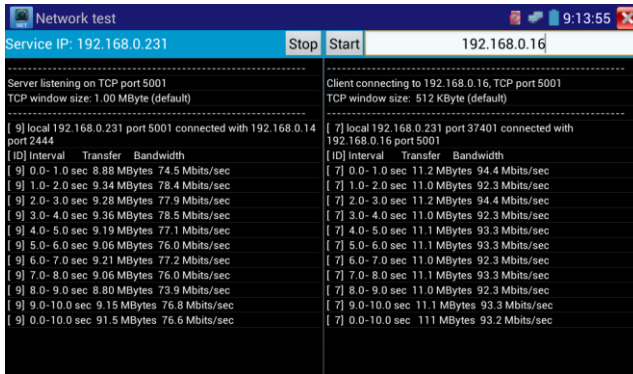 Network test
9:13:55
Service IP: 192.168.0.231
Stop
Start
192.168.0.16
Server listening on TCP port 5001
TCP window size: 1.00 MByte (default)
[ 9] local 192.168.0.231 port 5001 connected with 192.168.0.14
port 2444
[ ID] Interval Transfer Bandwidth
[ 9] 0.0- 1.0 sec 8.88 MBytes 74.5 Mbits/sec
[ 9] 1.0- 2.0 sec 9.34 MBytes 78.4 Mbits/sec
[ 9] 2.0- 3.0 sec 9.28 MBytes 77.9 Mbits/sec
[ 9] 3.0- 4.0 sec 9.36 MBytes 78.5 Mbits/sec
[ 9] 4.0- 5.0 sec 9.19 MBytes 77.1 Mbits/sec
[ 9] 5.0- 6.0 sec 9.06 MBytes 76.0 Mbits/sec
[ 9] 6.0- 7.0 sec 9.21 MBytes 77.2 Mbits/sec
[ 9] 7.0- 8.0 sec 9.06 MBytes 76.0 Mbits/sec
[ 9] 8.0- 9.0 sec 8.80 MBytes 73.9 Mbits/sec
[ 9] 9.0-10.0 sec 9.15 MBytes 76.8 Mbits/sec
[ 9] 0.0-10.0 sec 91.5 MBytes 76.6 Mbits/sec
Client connecting to 192.168.0.16, TCP port 5001
TCP window size: 512 KByte (default)
[ 7] local 192.168.0.231 port 37401 connected with
192.168.0.16 port 5001
[ ID] Interval Transfer Bandwidth
[ 7] 0.0- 1.0 sec 11.2 MBytes 94.4 Mbits/sec
[ 7] 1.0- 2.0 sec 11.0 MBytes 92.3 Mbits/sec
[ 7] 2.0- 3.0 sec 11.2 MBytes 94.4 Mbits/sec
[ 7] 3.0- 4.0 sec 11.0 MBytes 92.3 Mbits/sec
[ 7] 4.0- 5.0 sec 11.1 MBytes 93.3 Mbits/sec
[ 7] 5.0- 6.0 sec 11.1 MBytes 93.3 Mbits/sec
[ 7] 6.0- 7.0 sec 11.0 MBytes 92.3 Mbits/sec
[ 7] 7.0- 8.0 sec 11.1 MBytes 93.3 Mbits/sec
[ 7] 8.0- 9.0 sec 11.0 MBytes 92.3 Mbits/sec
[ 7] 9.0-10.0 sec 11.1 MBytes 93.3 Mbits/sec
[ 7] 0.0-10.0 sec 111 MBytes 93.2 Mbits/sec